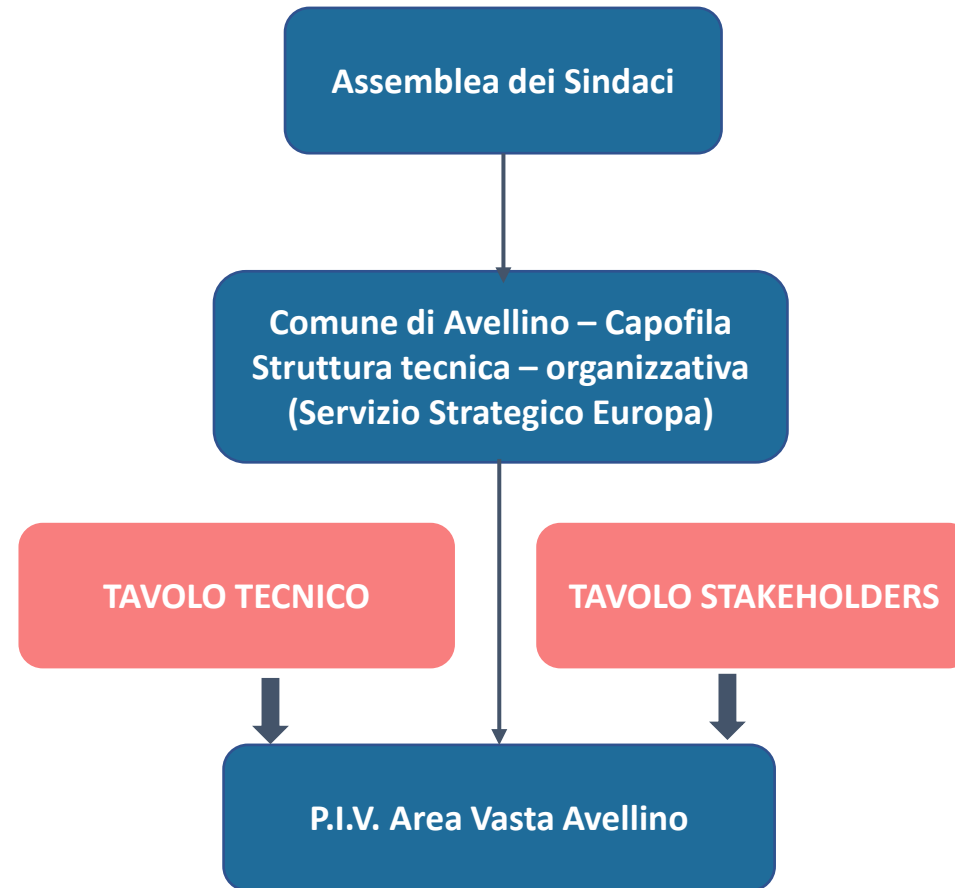 Assemblea dei Sindaci
Comune di Avellino – Capofila
Struttura tecnica – organizzativa
(Servizio Strategico Europa)
TAVOLO TECNICO
TAVOLO STAKEHOLDERS
P.I.V. Area Vasta Avellino